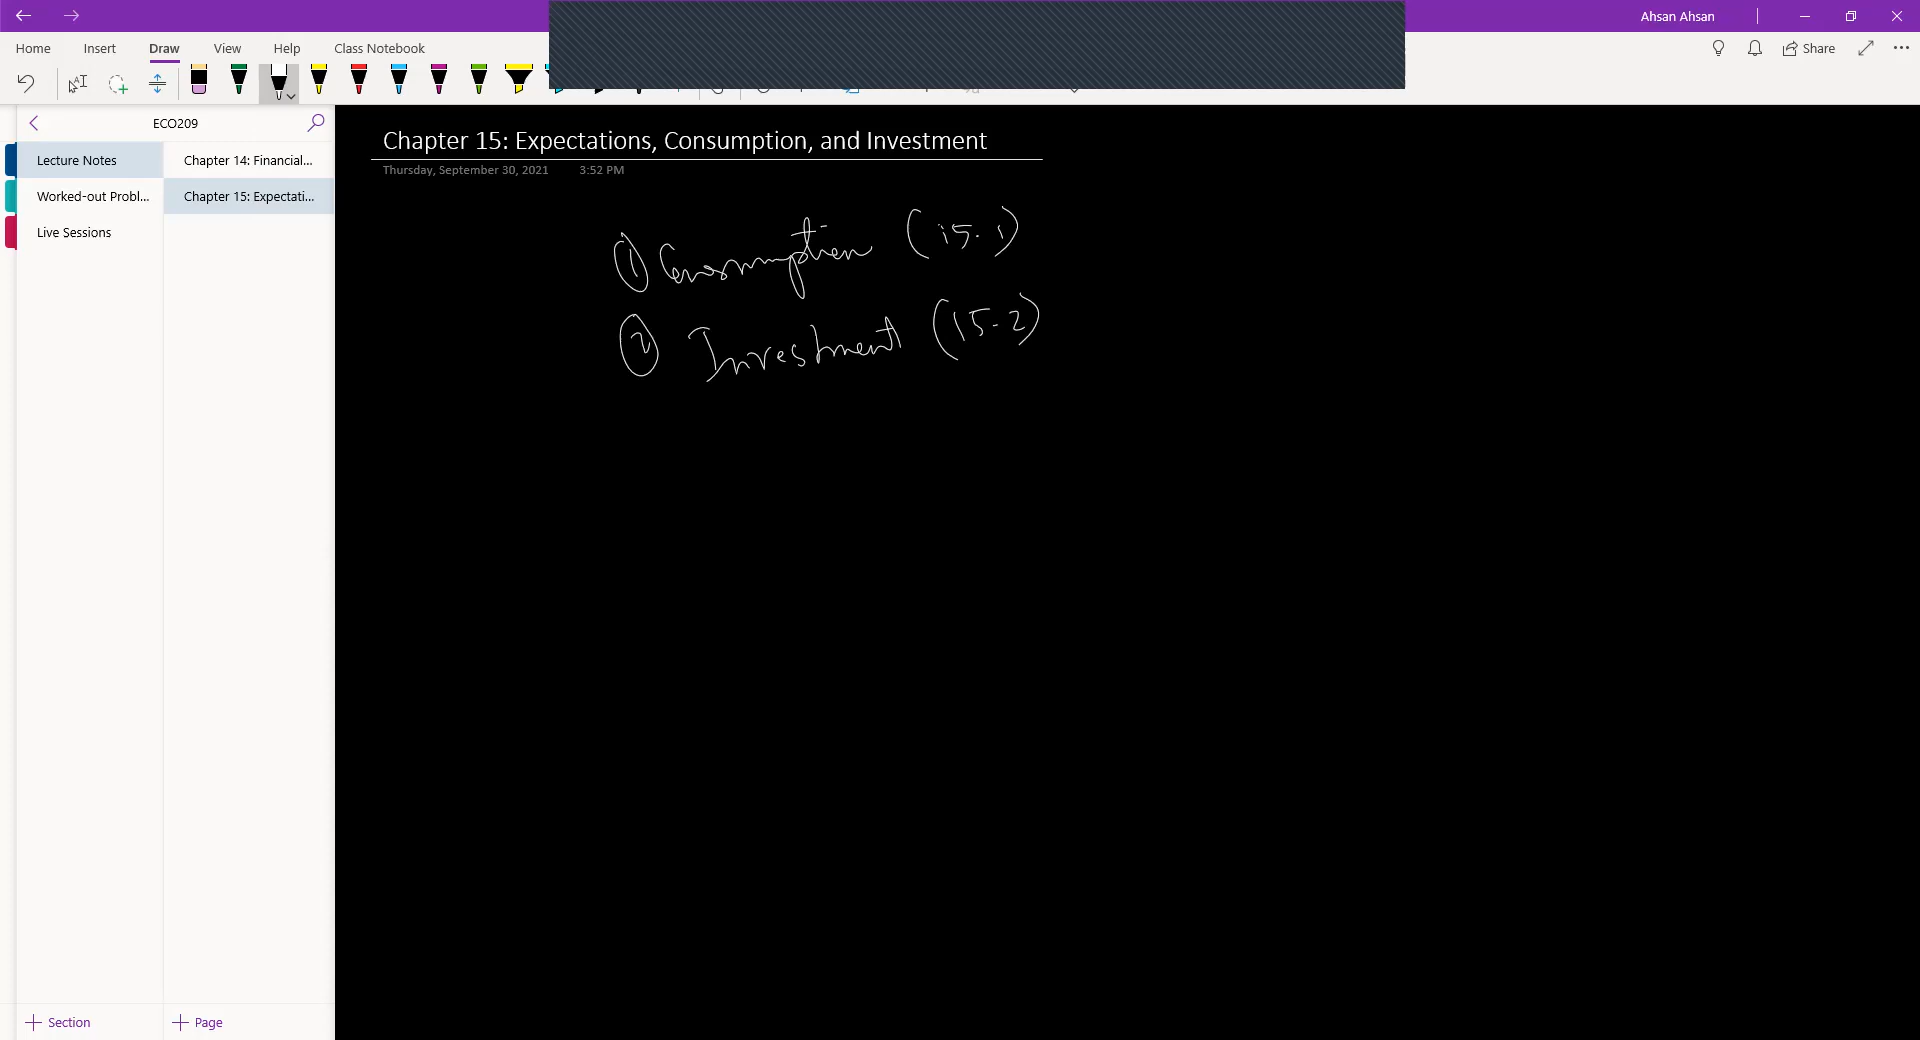 Ahsan Ahsan
Home Insert Draw View Help Class Notebook
Share
ECO209
Lecture Notes
Worked-out Probl...
Live Sessions
Chapter 14: Financial...
Chapter 15: Expectati...
Chapter 15: Expectations, Consumption, and Investment
Thursday, September 30, 2021 3:52 PM
① Consumption (15.1)
② Investment (15-2)
+ Section
+ Page